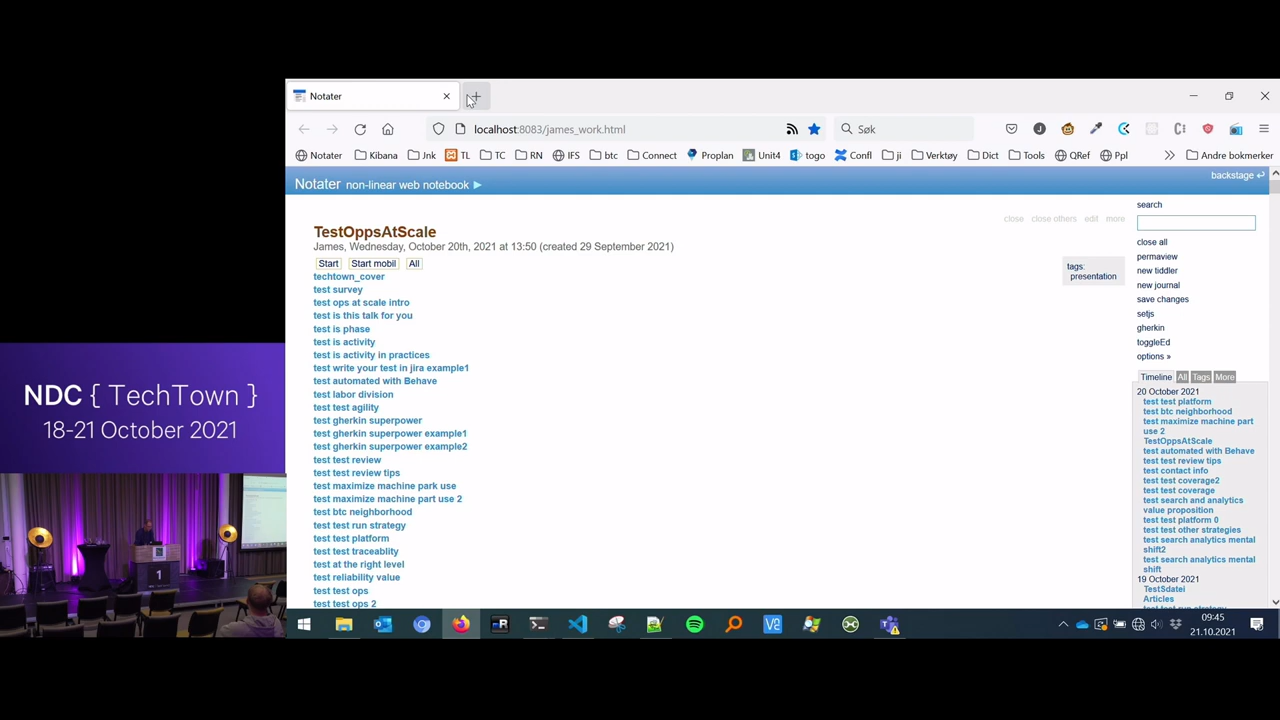 Notater
localhost:8083/james_work.html
Søk
Notater
Kibana
Jnk
TL
TC
RN
IFS
btc
Connect
Proplan
Unit4
togo
Confl
ji
Verktøy
Dict
Tools
QRef
Ppl
Andre bokmerker
Notater non-linear web notebook
backstage
close close others edit more
TestOppsAtScale
James, Wednesday, October 20th, 2021 at 13:50 (created 29 September 2021)
Start Start mobil All
tags:
presentation
techtown_cover
test survey
test ops at scale intro
test is this talk for you
test is phase
test is activity
test is activity in practices
test write your test in jira example1
test automated with Behave
test labor division
test test agility
test gherkin superpower
test gherkin superpower example1
test gherkin superpower example2
test test review
test test review tips
test maximize machine park use
test maximize machine part use 2
test btc neighborhood
test test run strategy
test test platform
test test traceablity
test at the right level
test reliability value
test test ops
test test ops 2
search
close all
permaview
new tiddler
new journal
save changes
setjs
gherkin
toggleEd
options »
Timeline All Tags More
20 October 2021
test test platform
test btc neighborhood
test maximize machine part
use 2
TestOppsAtScale
test automated with Behave
test test review tips
test contact info
test test coverage2
test test coverage
test search and analytics
value proposition
test test platform 0
test test other strategies
test search analytics mental
shift2
test search analytics mental
shift
19 October 2021
TestSdatei
Articles
test test run strategy
NDC { TechTown }
18-21 October 2021
1
09:45
21.10.2021